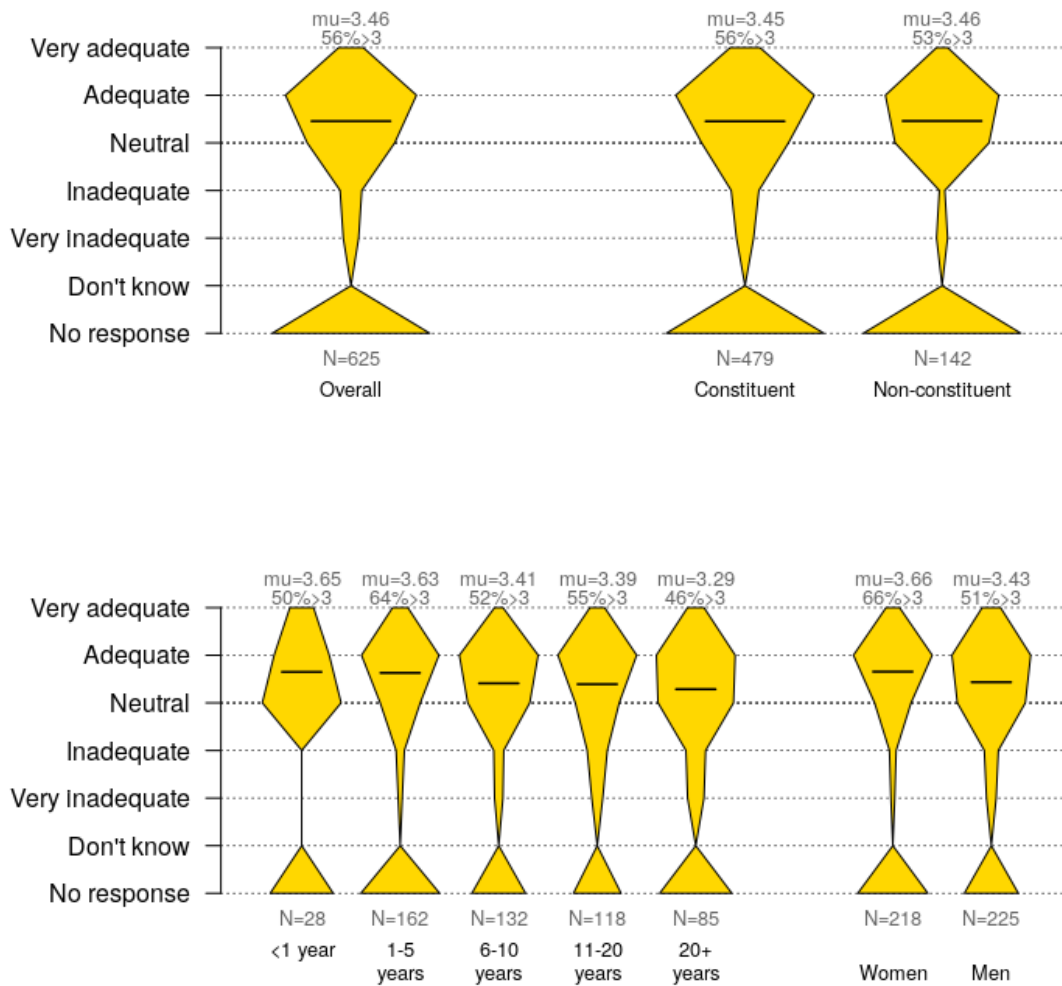 mu=3.46 mu=3.45 mu=3.46
56%>3 56%>3 53%>3
Very adequate
Adequate
Neutral
Inadequate
Very inadequate
Don't know
No response
N=625 N=479 N=142
Overall Constituent Non-constituent
mu=3.65 mu=3.63 mu=3.41 mu=3.39 mu=3.29 mu=3.66 mu=3.43
50%>3 64%>3 52%>3 55%>3 46%>3 66%>3 51%>3
Very adequate
Adequate
Neutral
Inadequate
Very inadequate
Don't know
No response
N=28 N=162 N=132 N=118 N=85 N=218 N=225
<1 year 1-5 6-10 11-20 20+
years years years years Women Men